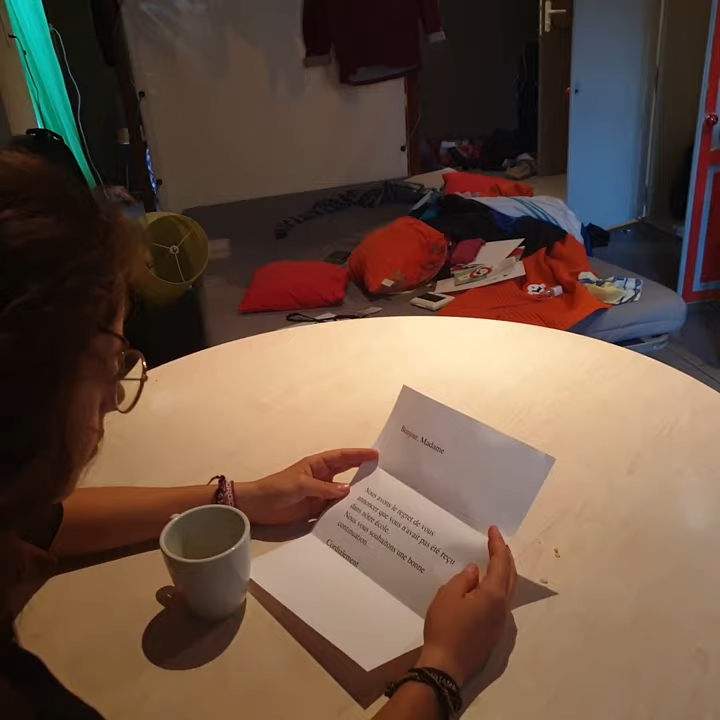 Bonjour, Madame
Nous avons le regret de vous
annoncer que vous n'avait pas été reçu
dans nôtre école.
Nous vous souhaitons une bonne
continuation.
Cordialement